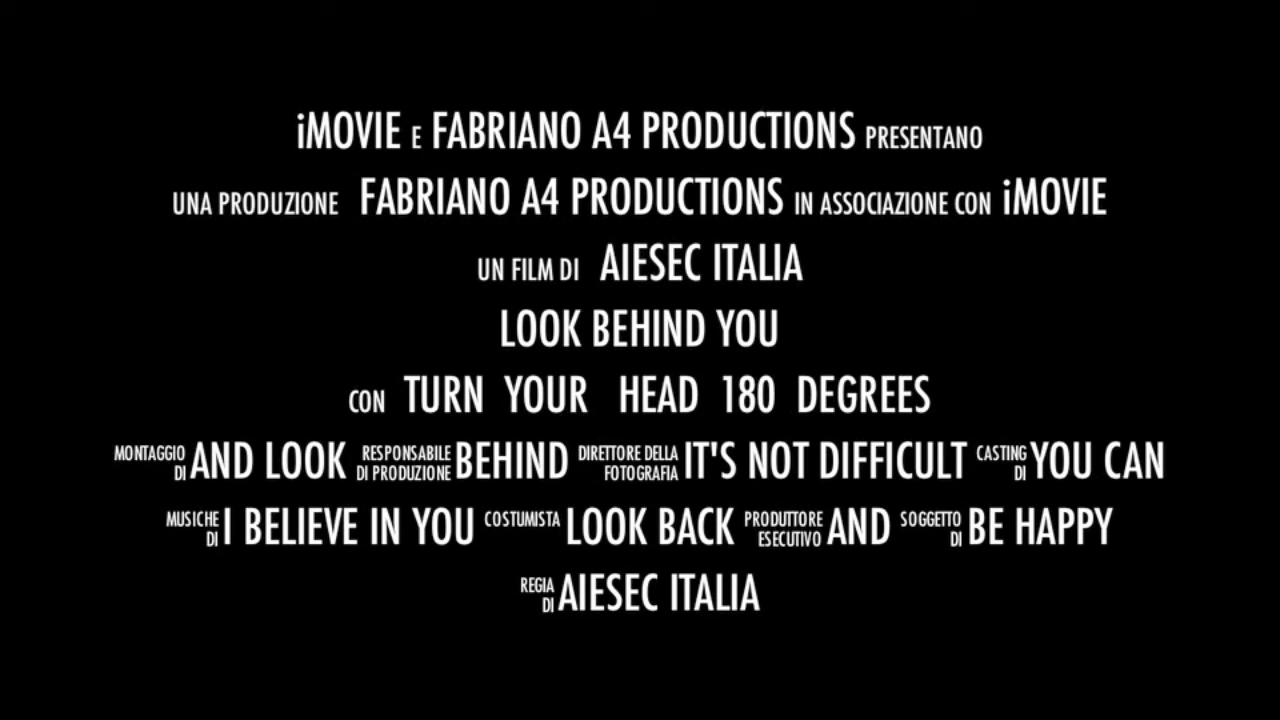 iMOVIE E FABRIANO A4 PRODUCTIONS PRESENTANO
UNA PRODUZIONE FABRIANO A4 PRODUCTIONS IN ASSOCIAZIONE CON iMOVIE
UN FILM DI AIESEC ITALIA
LOOK BEHIND YOU
CON TURN YOUR HEAD 180 DEGREES
MONTAGGIO DI AND LOOK RESPONSABILE DI PRODUZIONE BEHIND DIRETTORE DELLA FOTOGRAFIA IT'S NOT DIFFICULT CASTING DI YOU CAN
MUSICHE DI I BELIEVE IN YOU COSTUMISTA LOOK BACK PRODUTTORE ESECUTIVO AND SOGGETTO DI BE HAPPY
REGIA DI AIESEC ITALIA